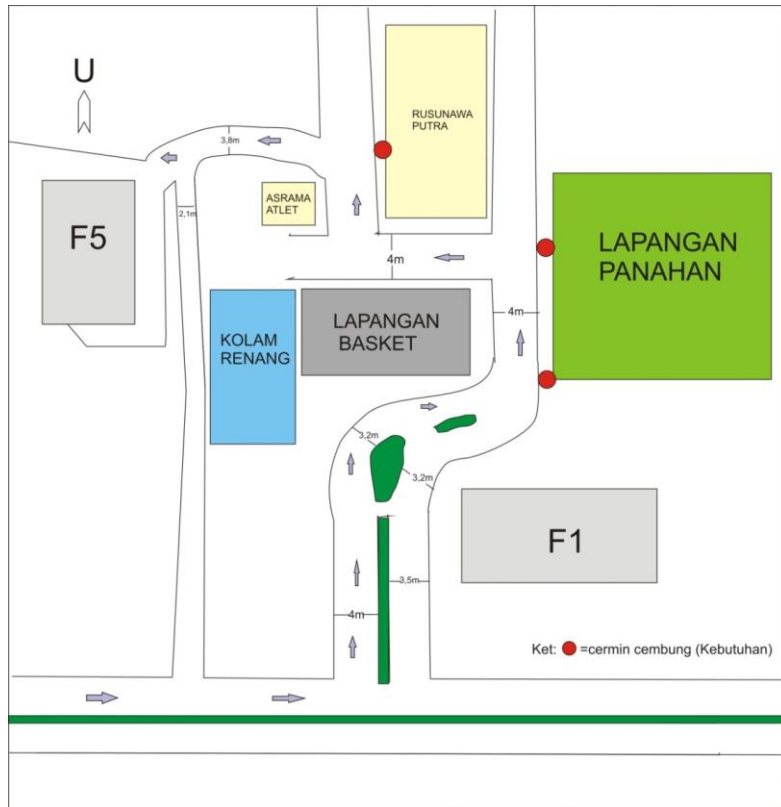 U
RUSUNAWA
PUTRA
3,8m
ASRAMA
ATLET
2,1m
F5
LAPANGAN
PANAHAN
4m
LAPANGAN
BASKET
4m
KOLAM
RENANG
3,2m
3,2m
F1
3,5m
4m
Ket: =cermin cembung (Kebutuhan)